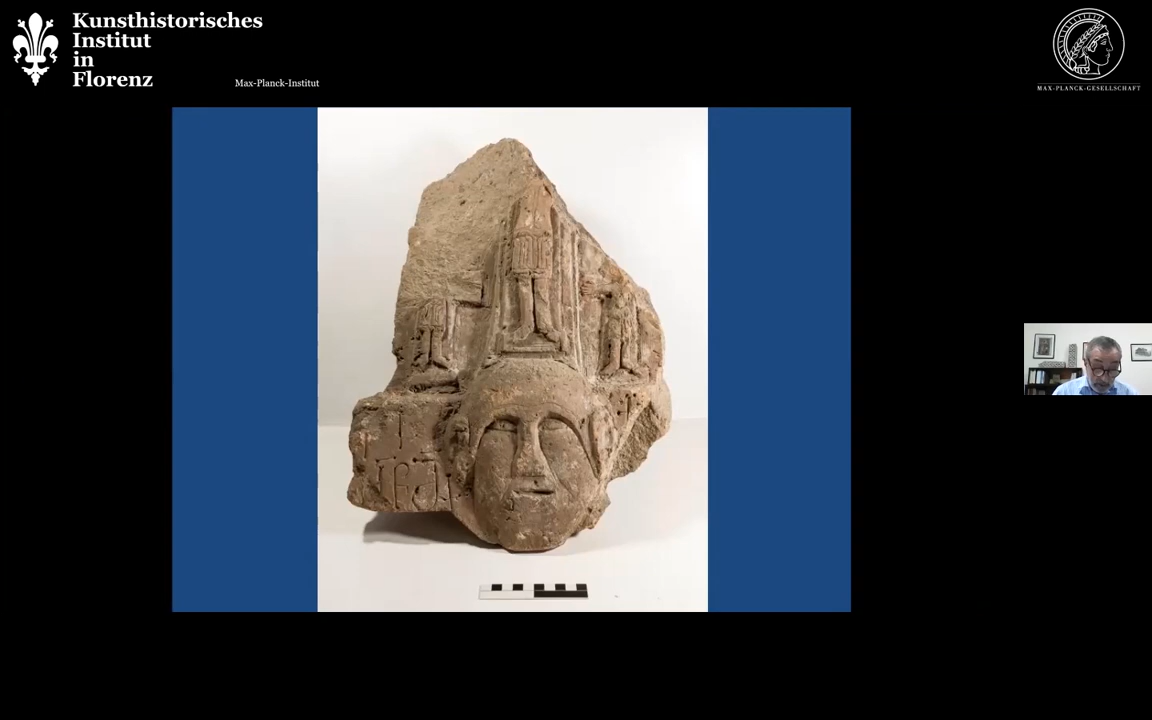 Kunsthistorisches
Institut
in
Florenz
Max-Planck-Institut
MAX-PLANCK-GESELLSCHAFT